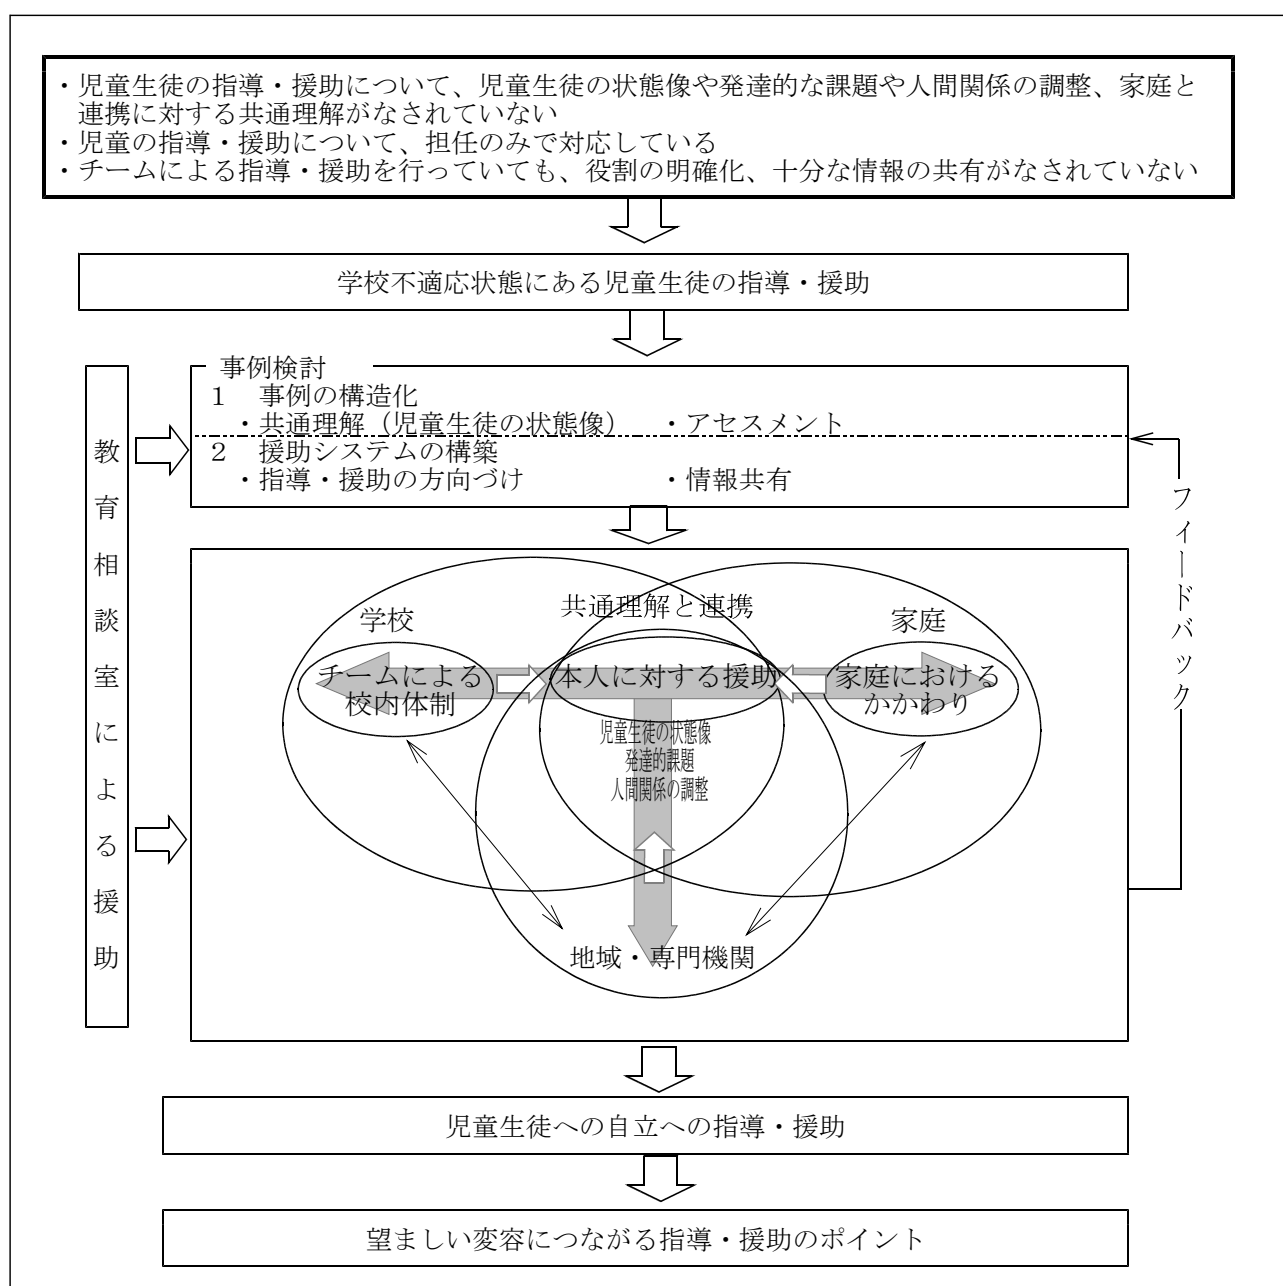 ・児童生徒の指導・援助について、児童生徒の状態像や発達的な課題や人間関係の調整、家庭と
連携に対する共通理解がなされていない
・児童の指導・援助について、担任のみで対応している
・チームによる指導・援助を行っていても、役割の明確化、十分な情報の共有がなされていない
学校不適応状態にある児童生徒の指導・援助
事例検討
1 事例の構造化
・共通理解（児童生徒の状態像） ・アセスメント
2 援助システムの構築
・指導・援助の方向づけ ・情報共有
教育相談室による援助
フィードバック
共通理解と連携
学校
家庭
チームによる
校内体制
本人に対する援助
家庭における
かかわり
児童生徒の状態像
発達的課題
人間関係の調整
地域・専門機関
児童生徒への自立への指導・援助
望ましい変容につながる指導・援助のポイント